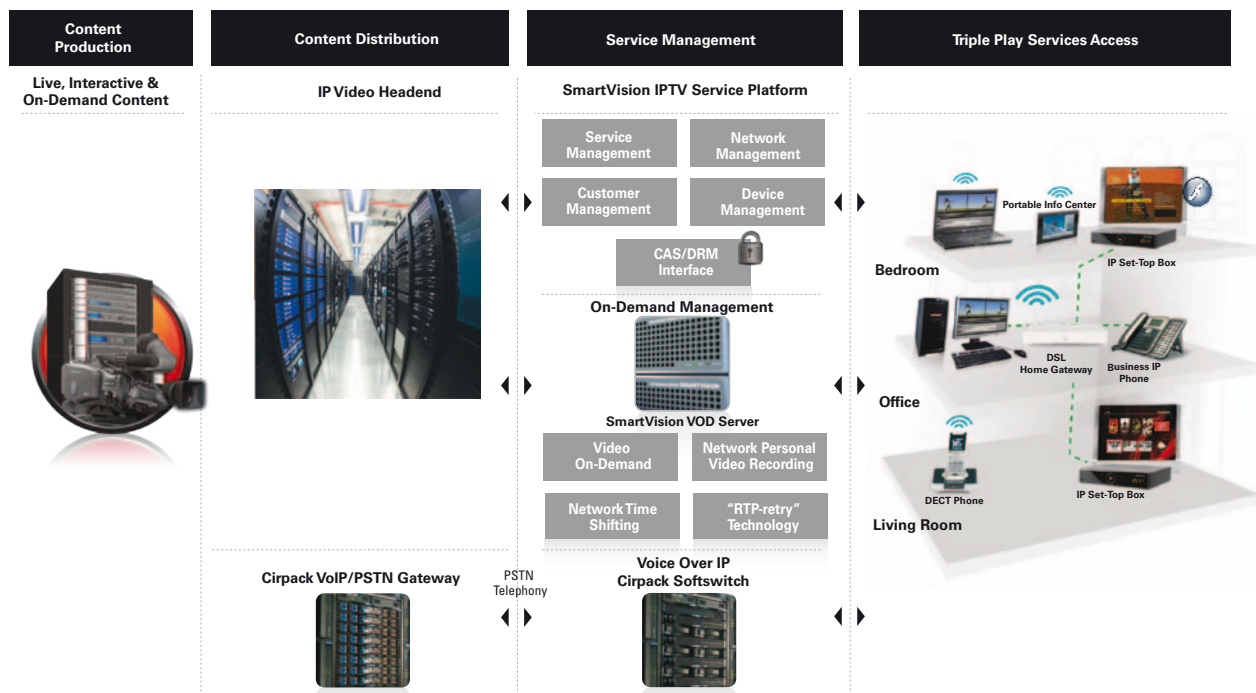 Content
Production
Content Distribution
Service Management
Triple Play Services Access
Live, Interactive &
On-Demand Content
IP Video Headend
SmartVision IPTV Service Platform
Service
Management
Network
Management
Customer
Management
Device
Management
CAS/DRM
Interface
On-Demand Management
SMARTVISION
SmartVision VOD Server
Video
On-Demand
Network Personal
Video Recording
Network Time
Shifting
“RTP-retry”
Technology
Portable Info Center
IP Set-Top Box
Bedroom
DSL
Home Gateway
Business IP
Phone
Office
DECT Phone
IP Set-Top Box
Living Room
Cirpack VoIP/PSTN Gateway
PSTN
Telephony
Voice Over IP
Cirpack Softswitch